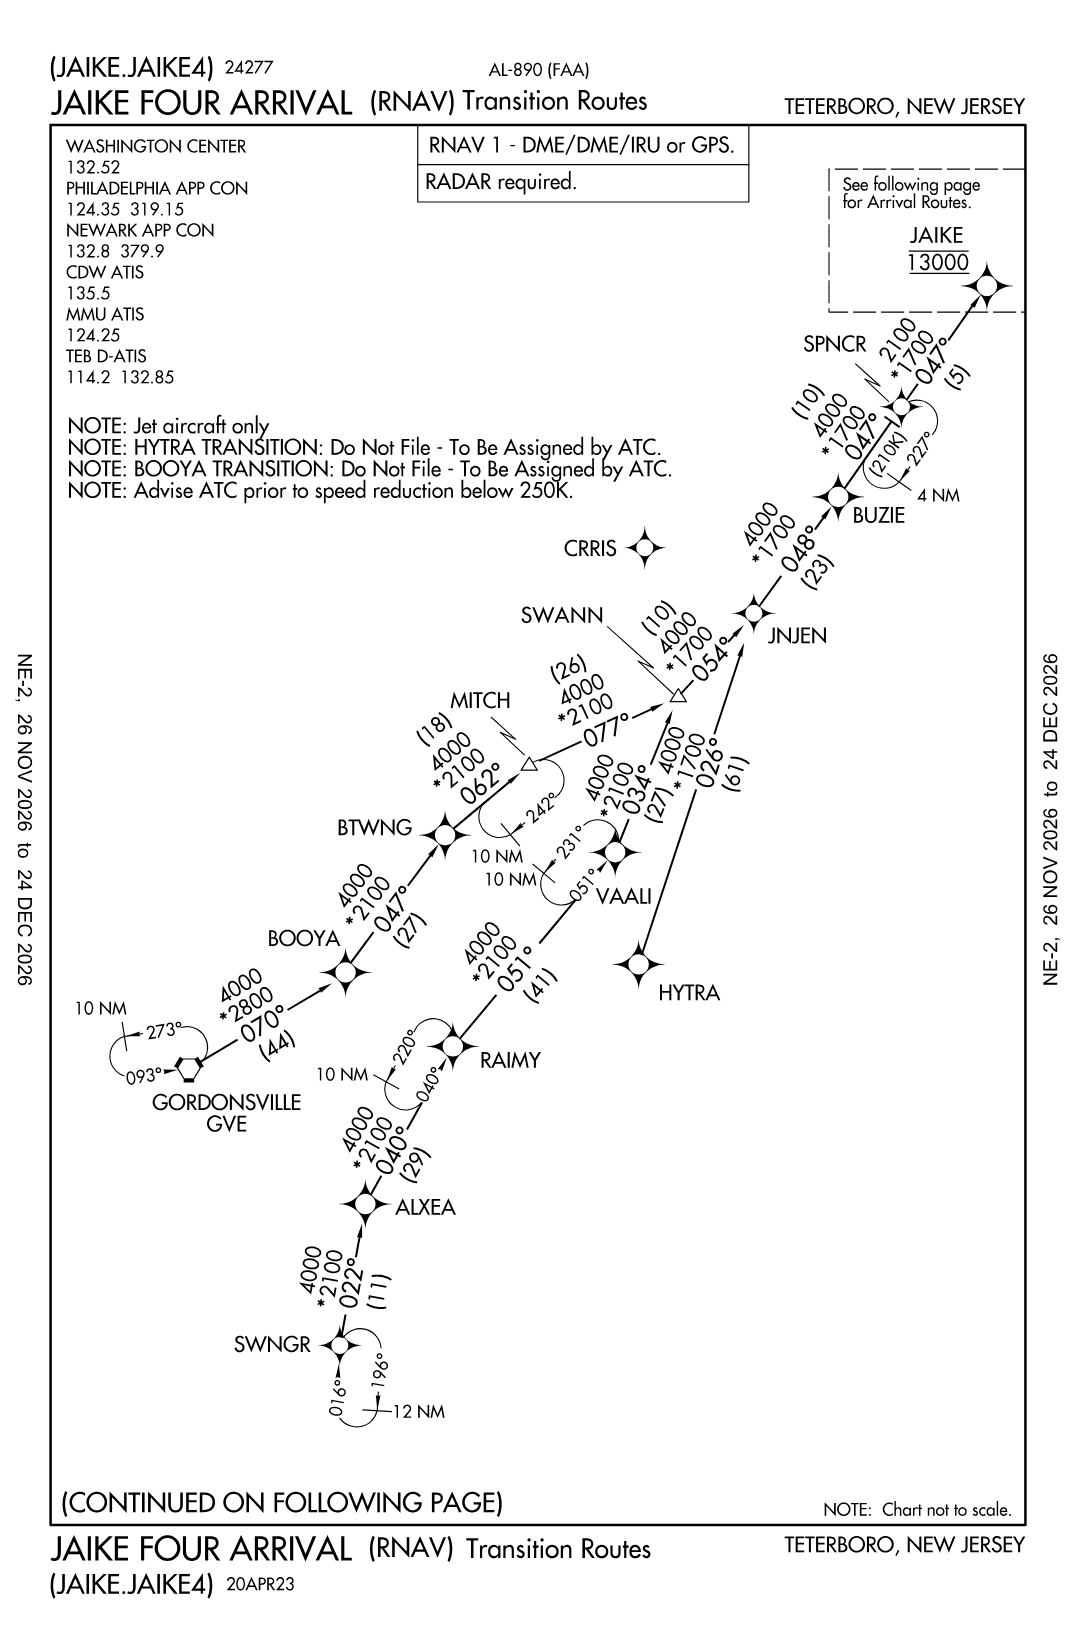 (JAIKE.JAIKE4) 24277
AL-890 (FAA)
JAIKE FOUR ARRIVAL (RNAV) Transition Routes
TETERBORO, NEW JERSEY
WASHINGTON CENTER
132.52
PHILADELPHIA APP CON
124.35 319.15
NEWARK APP CON
132.8 379.9
CDW ATIS
135.5
MMU ATIS
124.25
TEB D-ATIS
114.2 132.85
RNAV 1 - DME/DME/IRU or GPS.
RADAR required.
See following page
for Arrival Routes.
JAIKE
13000
NOTE: Jet aircraft only
NOTE: HYTRA TRANSITION: Do Not File - To Be Assigned by ATC.
NOTE: BOOYA TRANSITION: Do Not File - To Be Assigned by ATC.
NOTE: Advise ATC prior to speed reduction below 250K.
SPNCR
2100
*1700
047°
(5)
(10)
4000
*1700
047°
(210K)
227°
4 NM
BUZIE
4000
*1700
048°
(23)
CRRIS
JNJEN
SWANN
(10)
4000
*1700
054°
MITCH
(26)
4000
*2100
077°
(18)
4000
*2100
062°
242°
10 NM
BTWNG
4000
*2100
034°
(27)
4000
*1700
026°
(61)
231°
10 NM
051°
VAALI
4000
*2100
047°
(27)
BOOYA
4000
*2100
051°
(41)
HYTRA
4000
*2800
070°
(44)
10 NM
273°
093°
GORDONSVILLE
GVE
220°
10 NM
040°
RAIMY
4000
*2100
040°
(29)
ALXEA
4000
*2100
022°
(11)
SWNGR
016°
196°
12 NM
NE-2, 26 NOV 2026 to 24 DEC 2026
NE-2, 26 NOV 2026 to 24 DEC 2026
(CONTINUED ON FOLLOWING PAGE)
NOTE: Chart not to scale.
JAIKE FOUR ARRIVAL (RNAV) Transition Routes
TETERBORO, NEW JERSEY
(JAIKE.JAIKE4) 20APR23